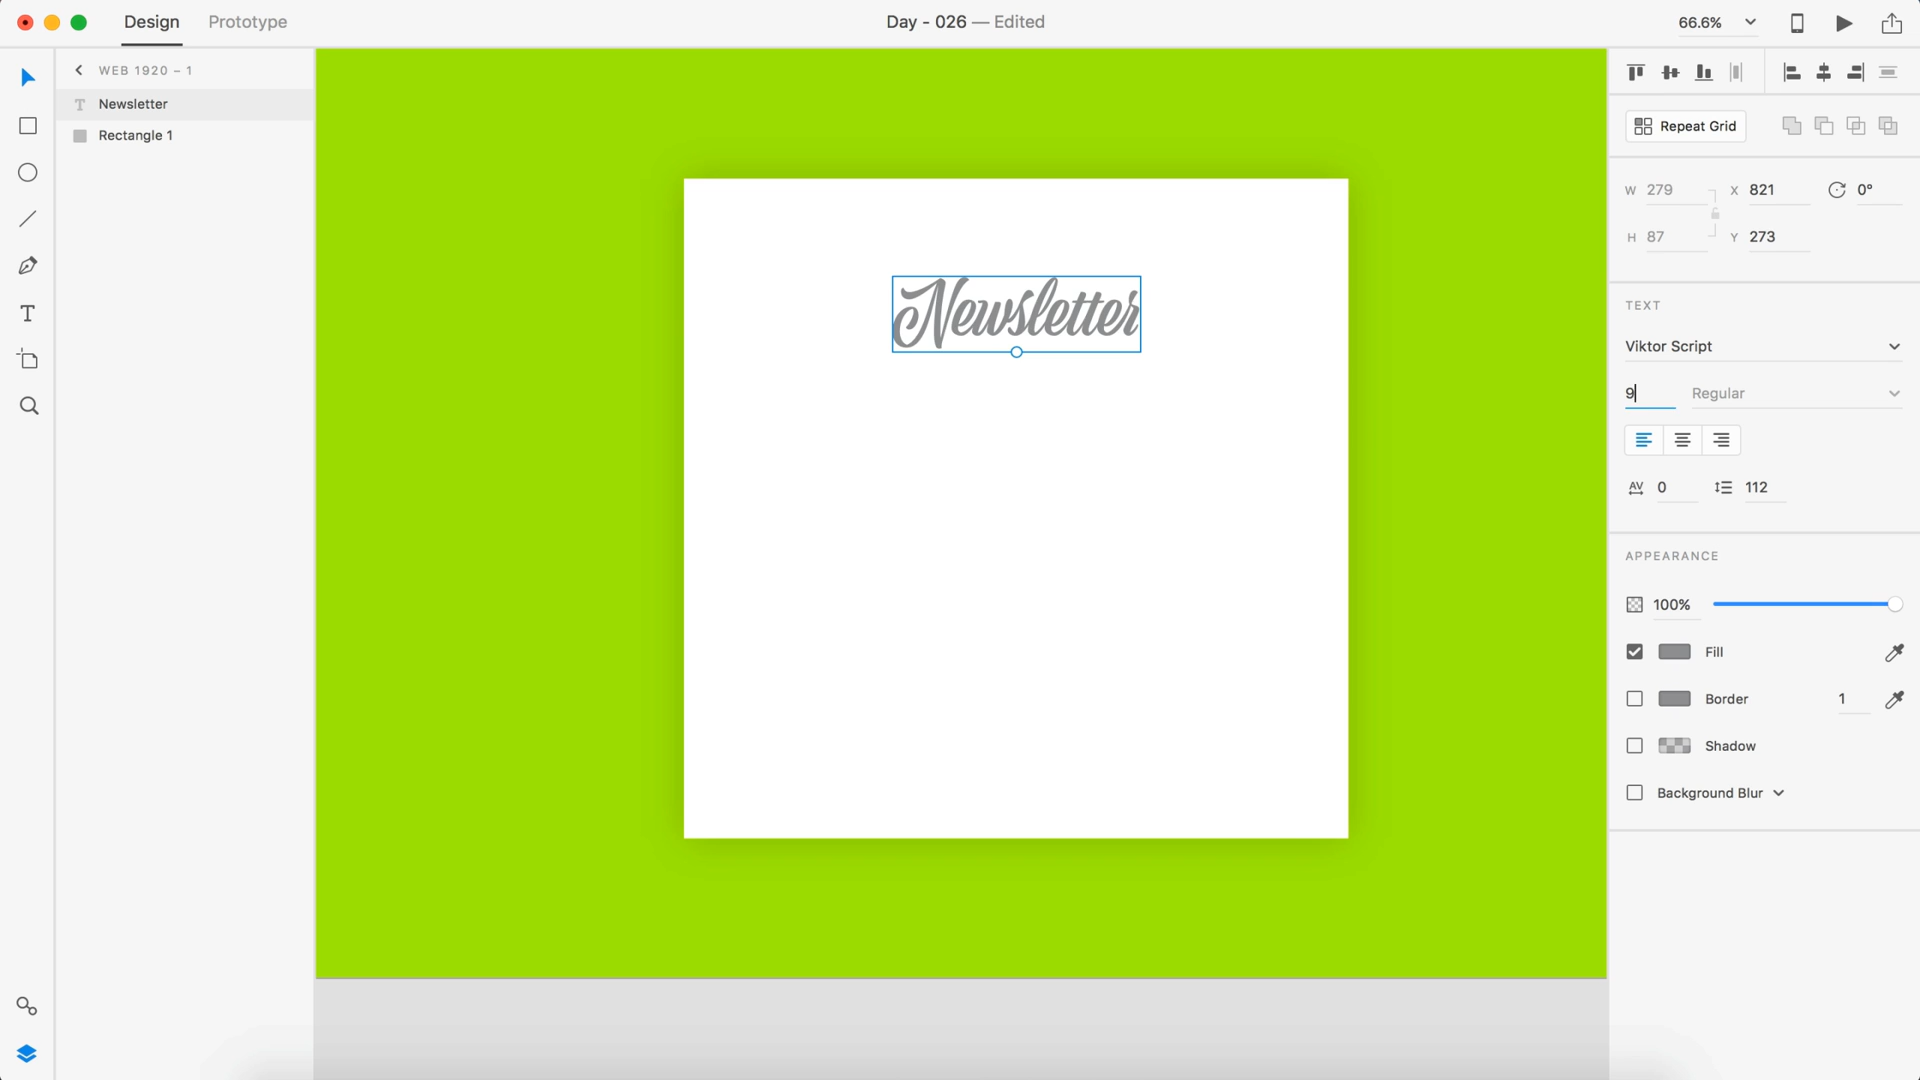 Design
Prototype
Day - 026 — Edited
66.6%
WEB 1920 – 1
Newsletter
Rectangle 1
Newsletter
Repeat Grid
W 279
X 821
0°
H 87
Y 273
TEXT
Viktor Script
9
Regular
AV 0
112
APPEARANCE
100%
Fill
Border 1
Shadow
Background Blur